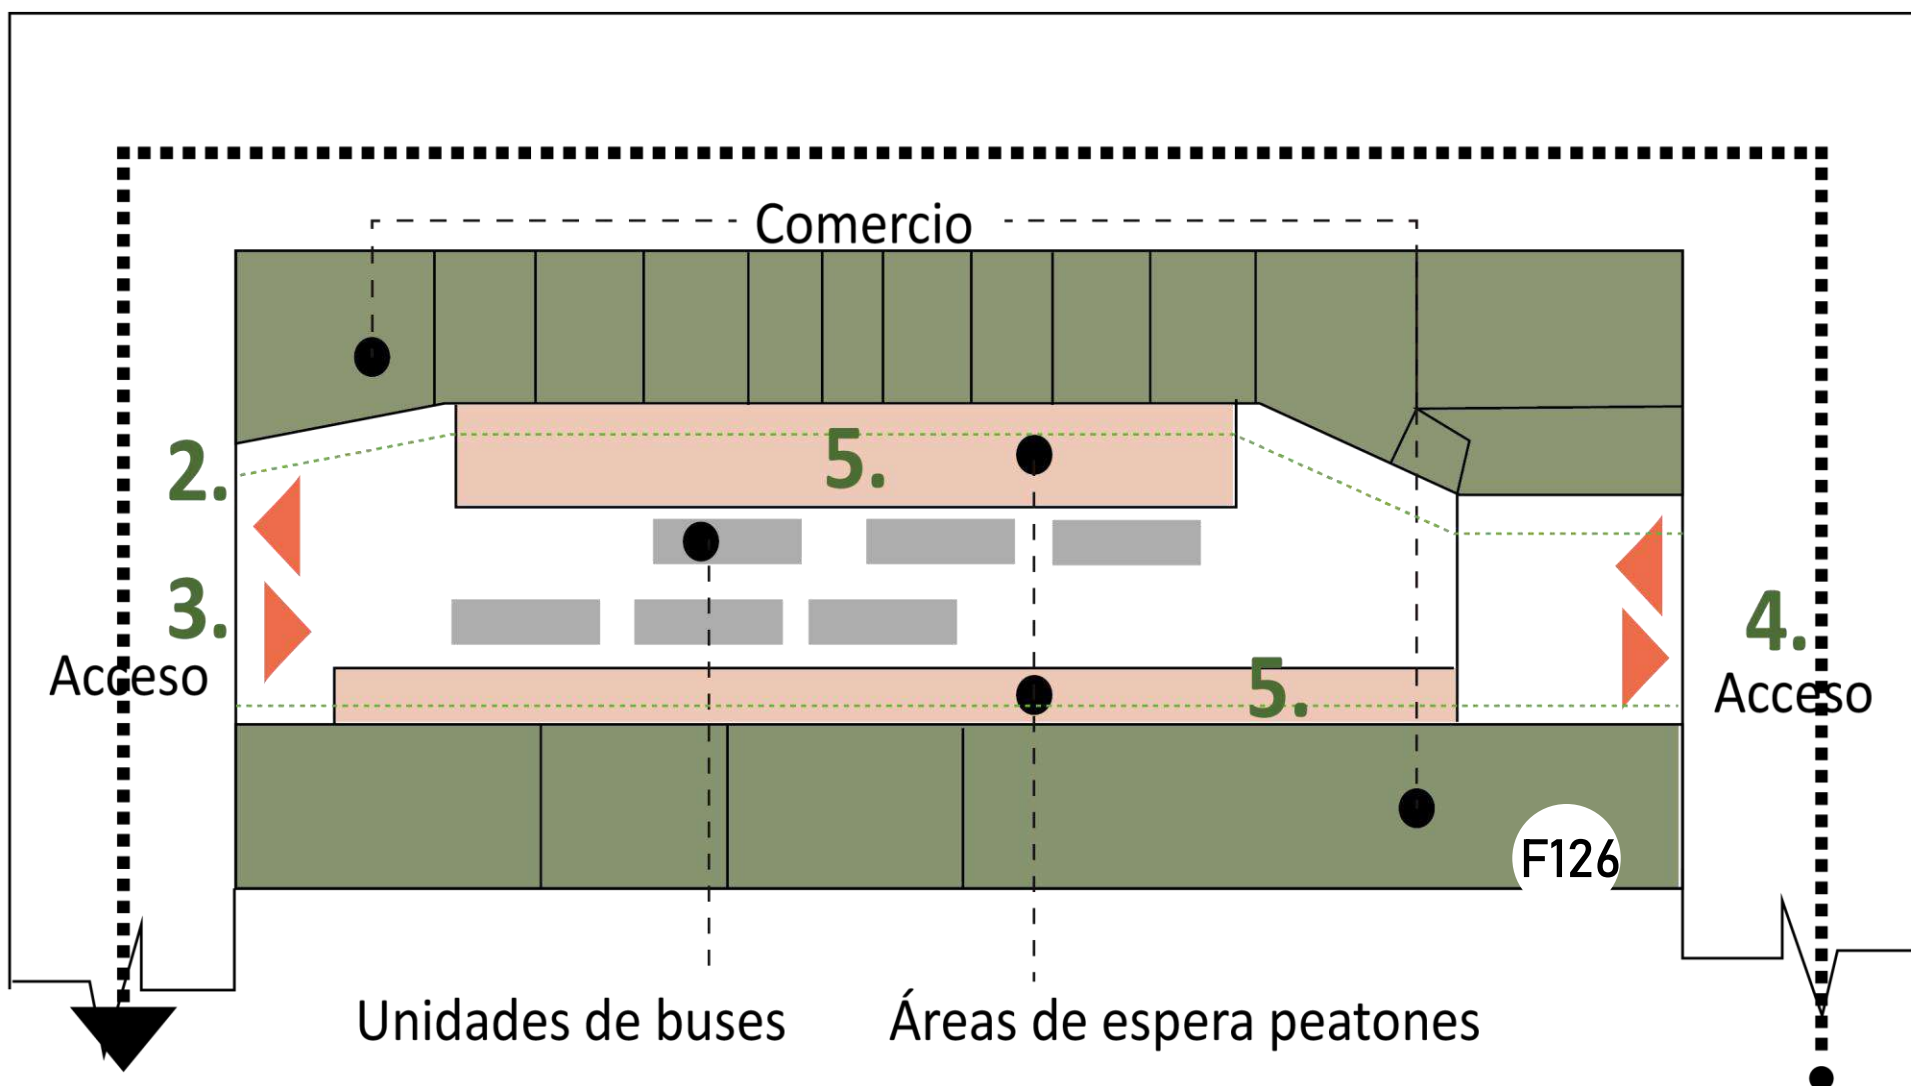 Comercio
2.
5.
3.
4.
Acceso
5.
Acceso
F126
Unidades de buses
Áreas de espera peatones